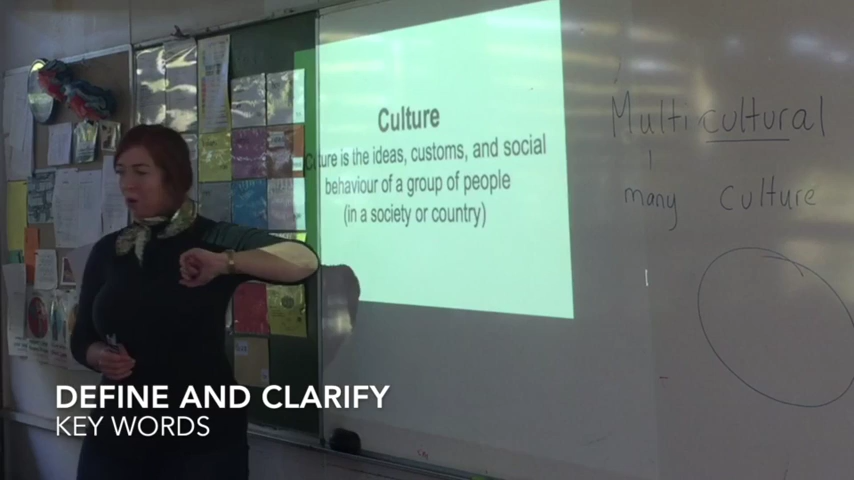 Culture
Culture is the ideas, customs, and social
behaviour of a group of people
(in a society or country)
Multicultural
many culture
DEFINE AND CLARIFY
KEY WORDS